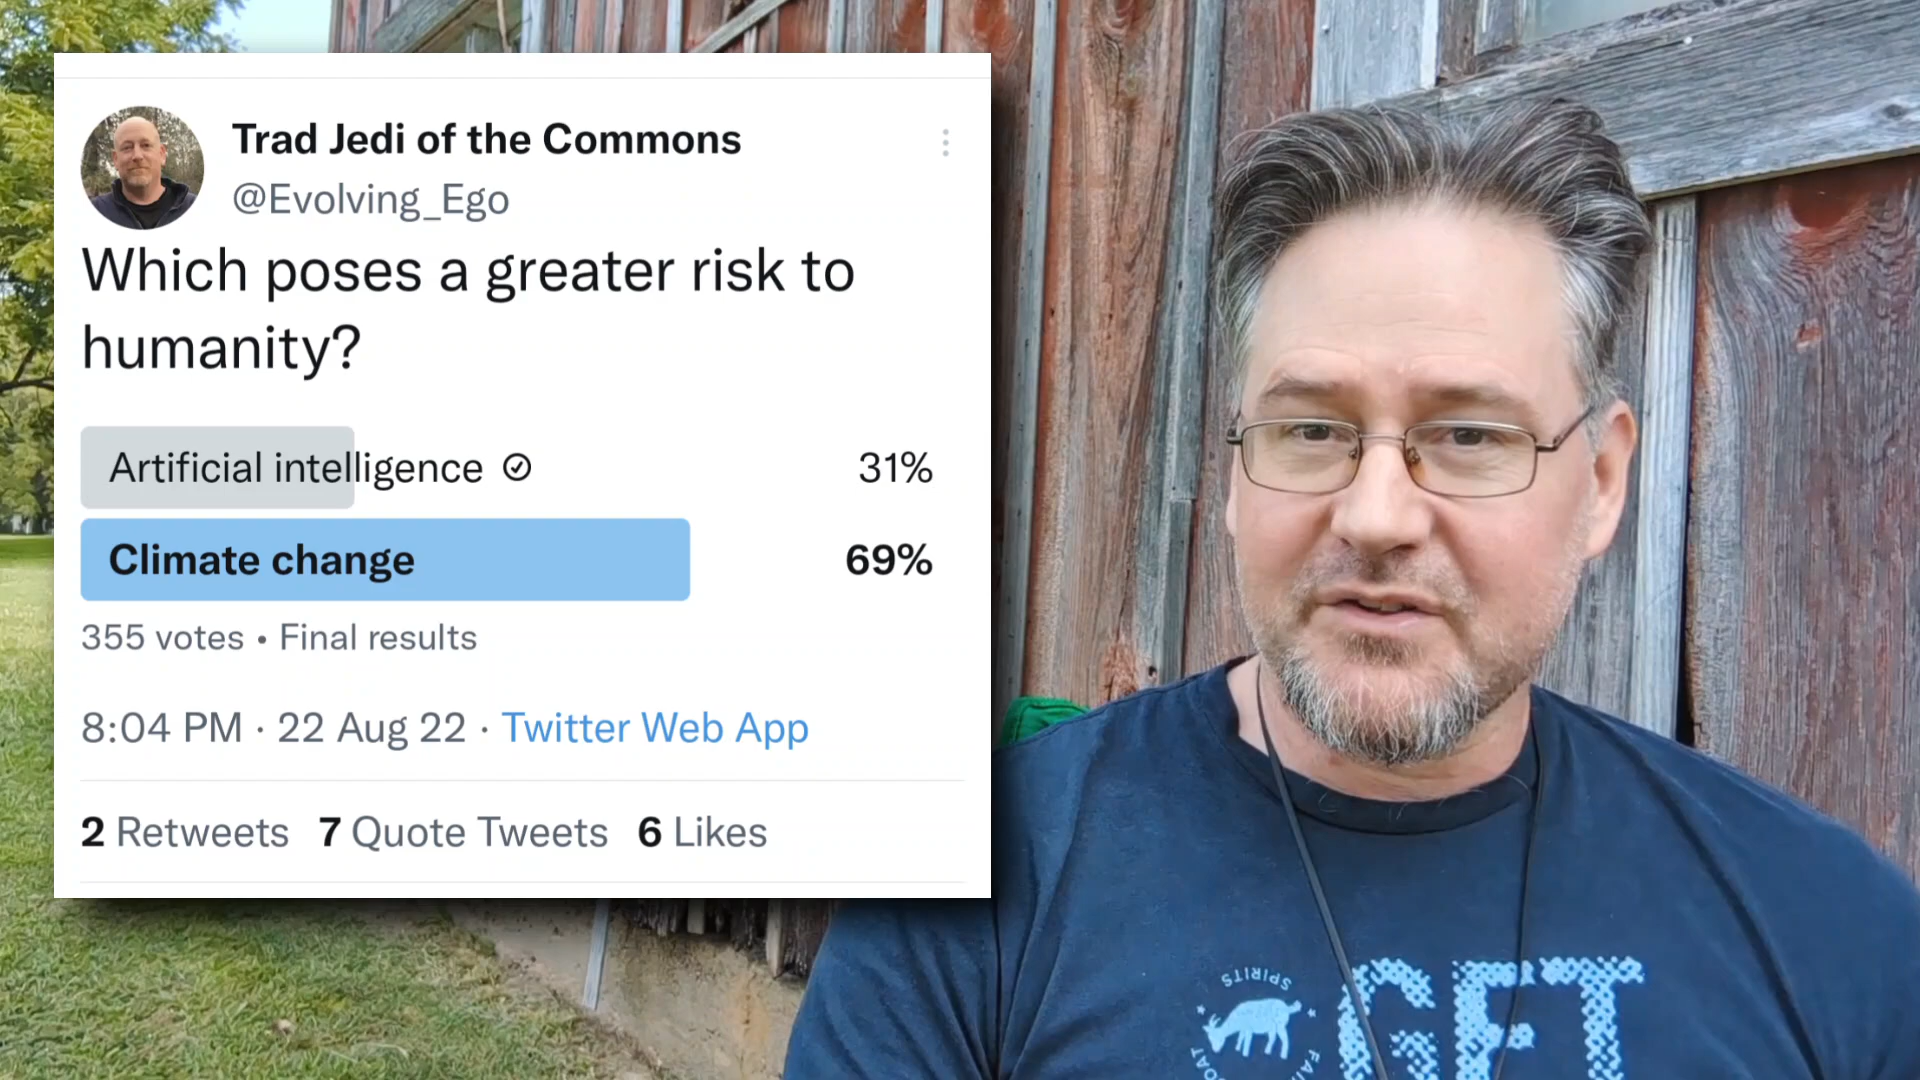 Trad Jedi of the Commons
@Evolving_Ego
Which poses a greater risk to
humanity?
Artificial intelligence 31%
Climate change 69%
355 votes • Final results
8:04 PM · 22 Aug 22 · Twitter Web App
2 Retweets 7 Quote Tweets 6 Likes
SPIRITS
GET